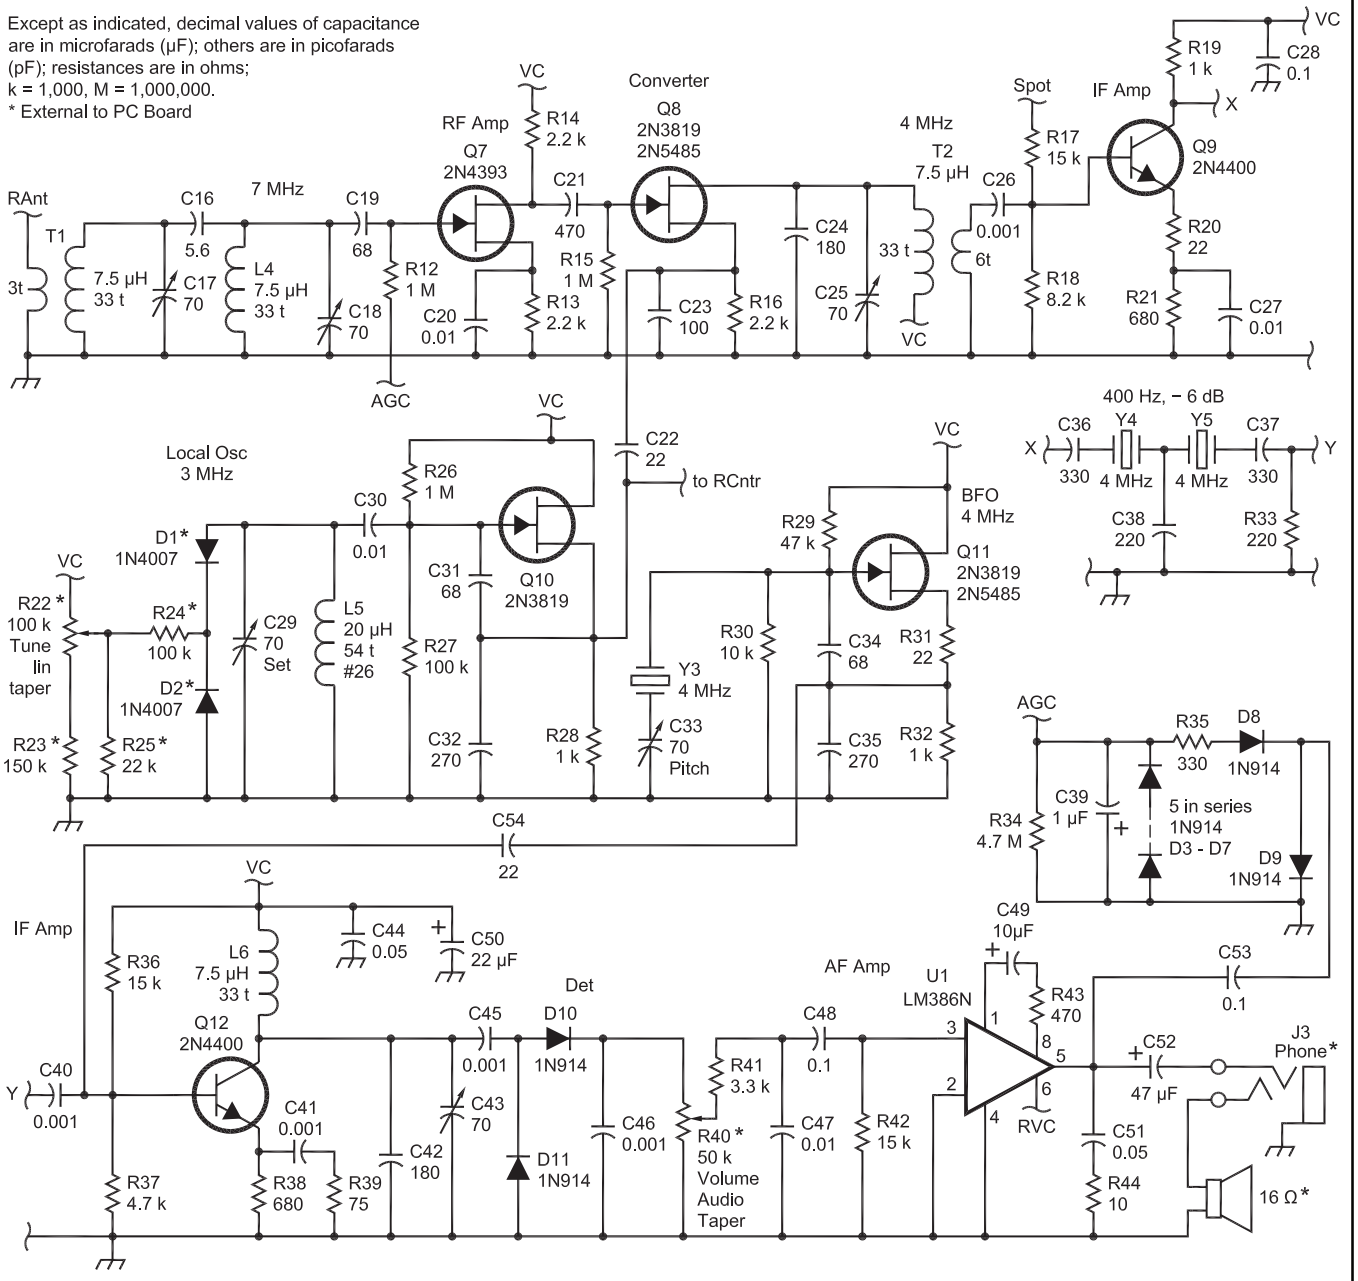 Except as indicated, decimal values of capacitance
are in microfarads (µF); others are in picofarads
(pF); resistances are in ohms;
k = 1,000, M = 1,000,000.
* External to PC Board
VC
R19
1 k
C28
0.1
X
IF Amp
Q9
2N4400
Spot
R17
15 k
Converter
Q8
2N3819
2N5485
VC
R14
2.2 k
RF Amp
Q7
2N4393
4 MHz
T2
7.5 µH
C26
0.001
C21
470
7 MHz
RAnt
T1
3t
7.5 µH
33 t
C16
5.6
C17
70
L4
7.5 µH
33 t
C19
68
C18
70
R12
1 M
AGC
C20
0.01
R13
2.2 k
R15
1 M
C23
100
R16
2.2 k
C24
180
C25
70
33 t
VC
6t
R18
8.2 k
R20
22
R21
680
C27
0.01
Local Osc
3 MHz
VC
R22*
100 k
Tune
lin
taper
R23*
150 k
R24*
100 k
R25*
22 k
D1*
1N4007
D2*
1N4007
C29
70
Set
L5
20 µH
54 t
#26
C30
0.01
R26
1 M
R27
100 k
C31
68
C32
270
VC
Q10
2N3819
R28
1 k
C22
22
to RCntr
VC
BFO
4 MHz
Q11
2N3819
2N5485
R29
47 k
R30
10 k
Y3
4 MHz
C33
70
Pitch
C34
68
C35
270
R31
22
R32
1 k
400 Hz, – 6 dB
X
C36
330
Y4
4 MHz
Y5
4 MHz
C37
330
Y
C38
220
R33
220
AGC
R35
330
D8
1N914
C39
1 µF
+
R34
4.7 M
5 in series
1N914
D3 - D7
D9
1N914
C54
22
IF Amp
VC
R36
15 k
L6
7.5 µH
33 t
C44
0.05
+
C50
22 µF
Q12
2N4400
Y
C40
0.001
R37
4.7 k
C41
0.001
R38
680
R39
75
C42
180
C43
70
C45
0.001
Det
D10
1N914
D11
1N914
C46
0.001
R40*
50 k
Volume
Audio
Taper
R41
3.3 k
C47
0.01
C48
0.1
R42
15 k
AF Amp
U1
LM386N
C49
10µF
+
R43
470
1
8
3
2
5
6
4
RVC
C53
0.1
+
C52
47 µF
C51
0.05
R44
10
J3
Phone*
16 Ω*